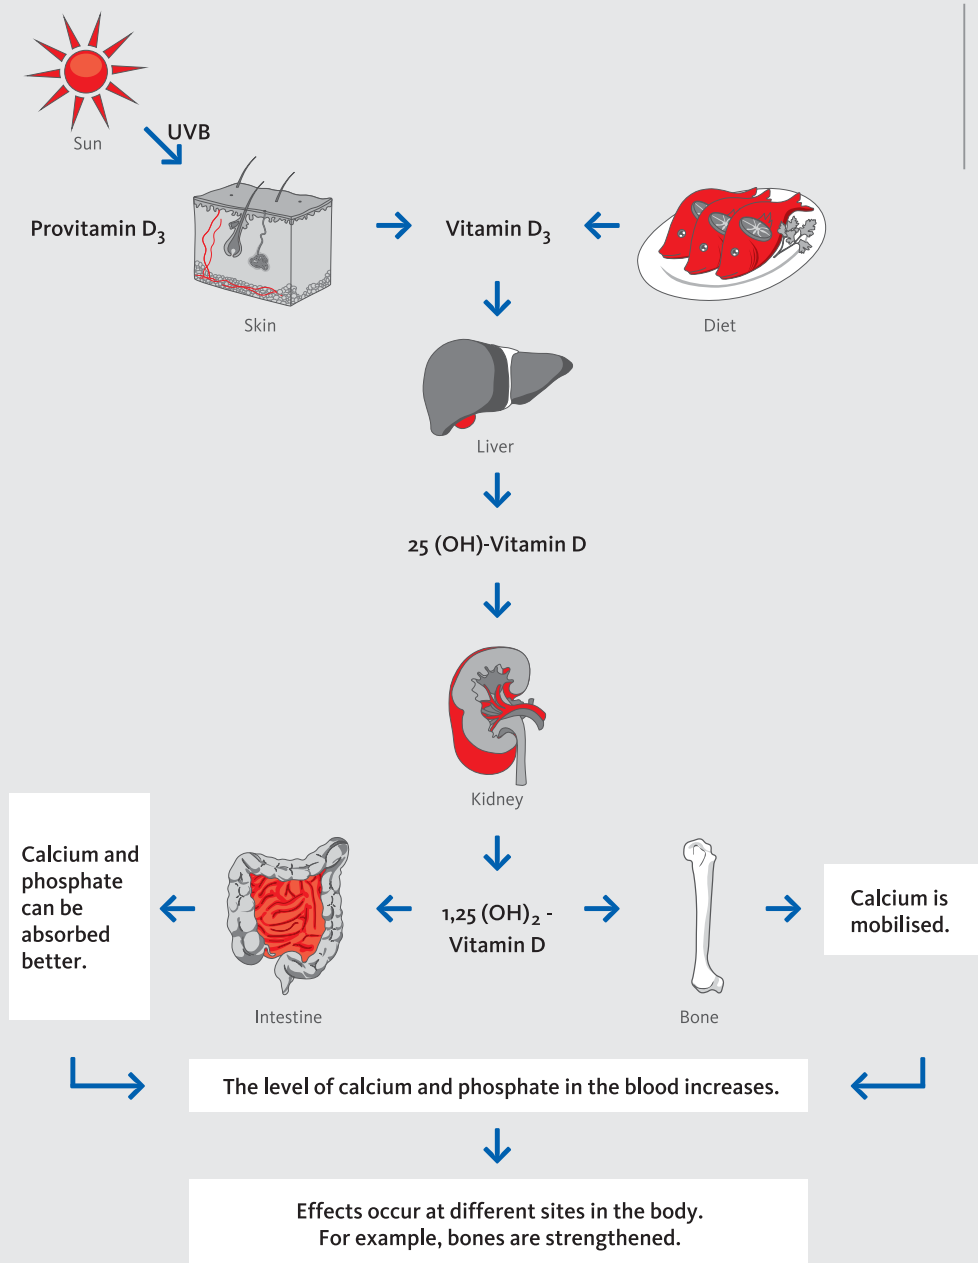 Sun
UVB
Provitamin D₃
Vitamin D₃
Skin
Diet
Liver
25 (OH)-Vitamin D
Kidney
Calcium and
phosphate
can be
absorbed
better.
1,25 (OH)₂ -
Vitamin D
Calcium is
mobilised.
Intestine
Bone
The level of calcium and phosphate in the blood increases.
Effects occur at different sites in the body.
For example, bones are strengthened.